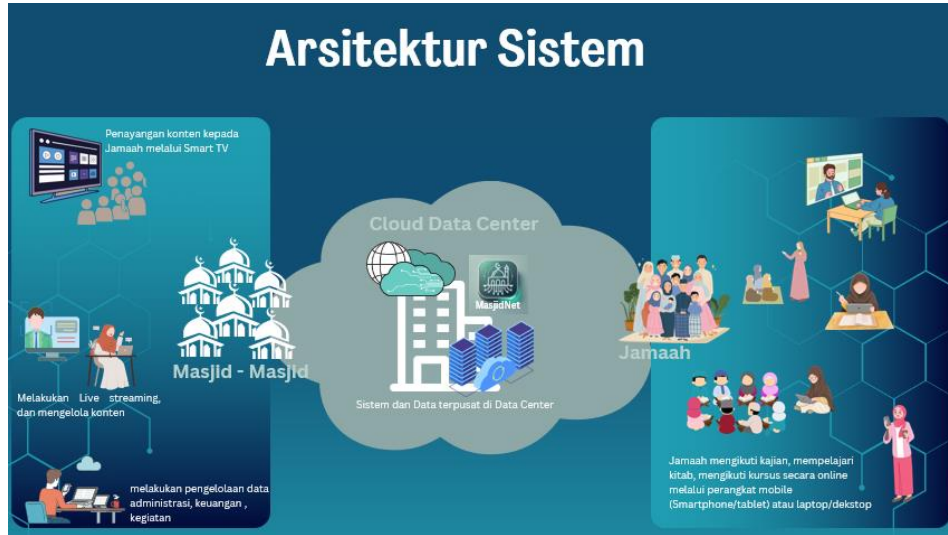 Arsitektur Sistem
Penayangan konten kepada
Jamaah melalui Smart TV
Masjid - Masjid
Melakukan Live streaming,
dan mengelola konten
melakukan pengelolaan data
administrasi, keuangan ,
kegiatan
Cloud Data Center
MasjidNet
Sistem dan Data terpusat di Data Center
Jamaah
Jamaah mengikuti kajian, mempelajari
kitab, mengikuti kursus secara online
melalui perangkat mobile
(Smartphone/tablet) atau laptop/dekstop